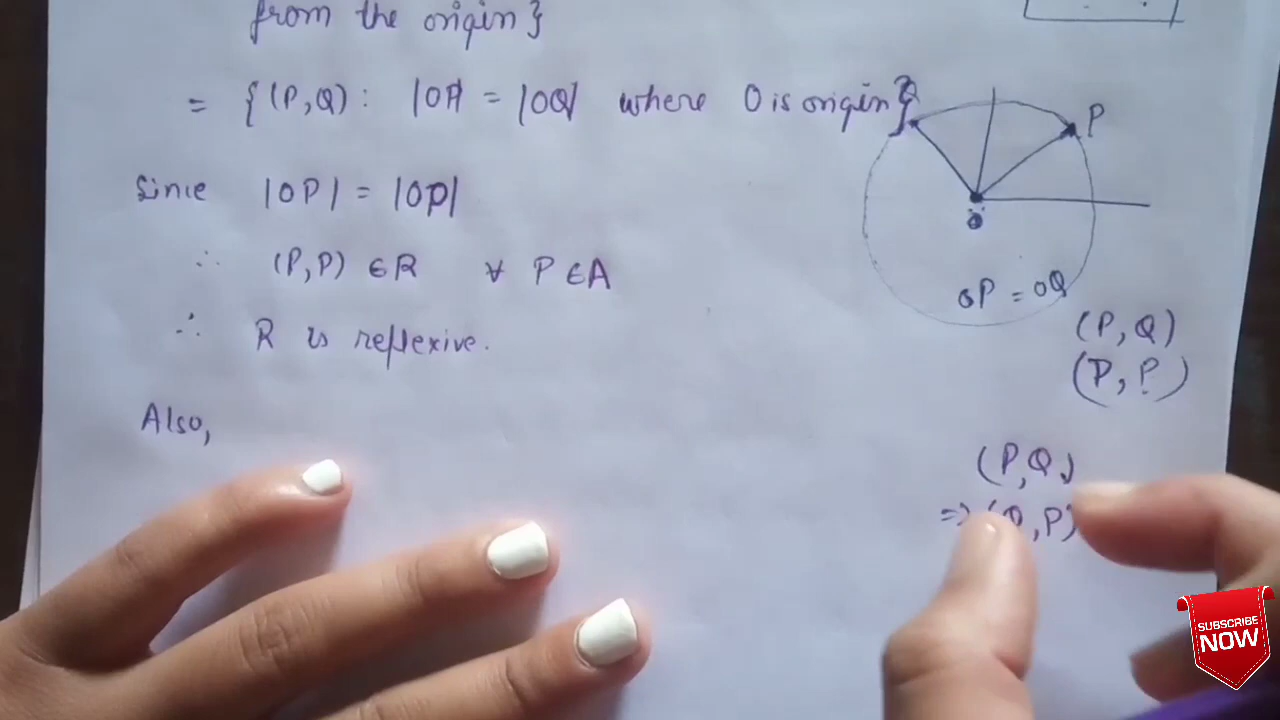 from the origin}
= {(P,Q): |OP| = |OQ| where O is origin}
Since |OP| = |OP|
∴ (P,P) ∈R ∀ P∈A
∴ R is reflexive.
Also,
Q
P
O
OP = OQ
(P,Q)
(P,P)
(P,Q)
=> (Q,P)
SUBSCRIBE
NOW